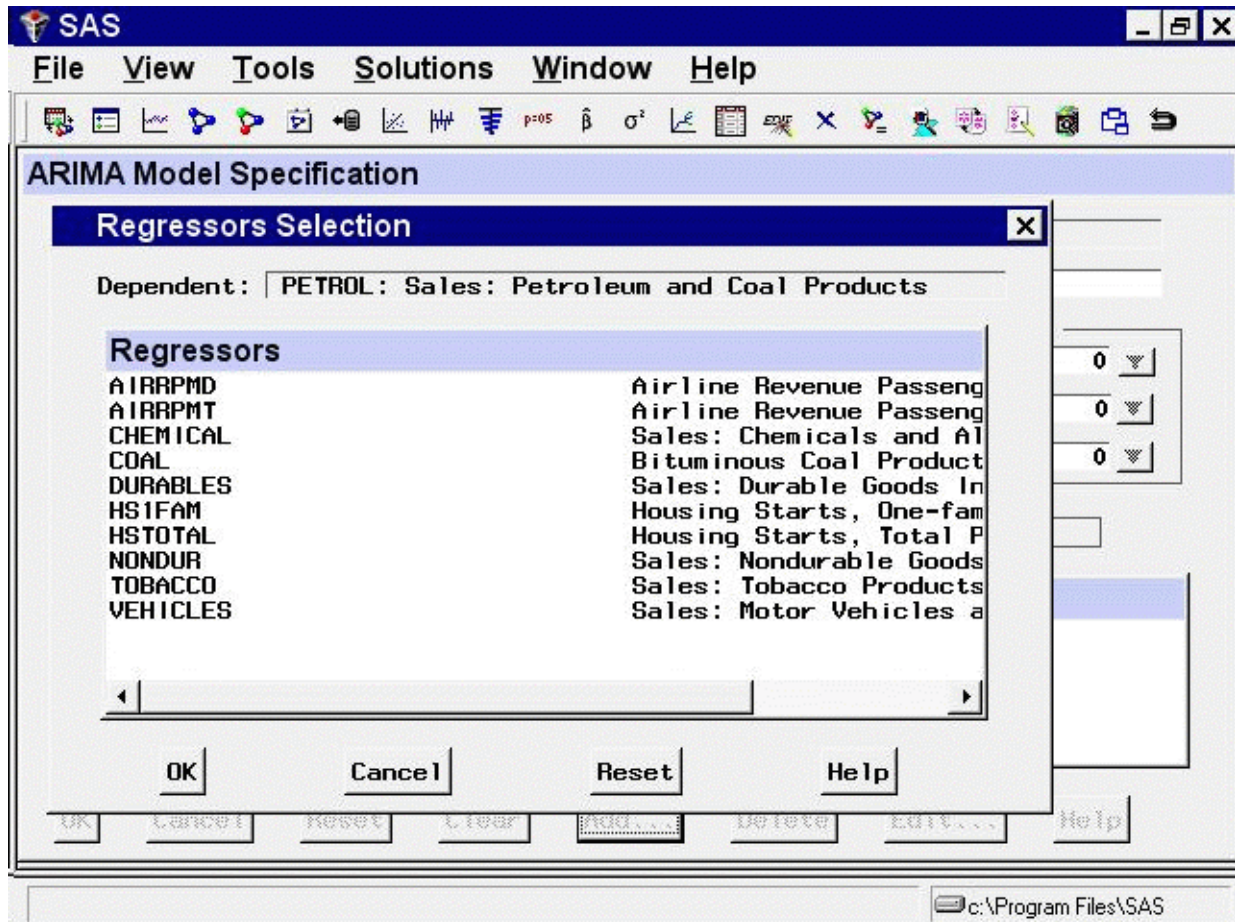 SAS
File View Tools Solutions Window Help
p=05 β̂ σ² EDIT
ARIMA Model Specification
Regressors Selection
Dependent: PETROL: Sales: Petroleum and Coal Products
Regressors
AIRRPMD Airline Revenue Passeng
AIRRPMT Airline Revenue Passeng
CHEMICAL Sales: Chemicals and Al
COAL Bituminous Coal Product
DURABLES Sales: Durable Goods In
HS1FAM Housing Starts, One-fam
HSTOTAL Housing Starts, Total P
NONDUR Sales: Nondurable Goods
TOBACCO Sales: Tobacco Products
VEHICLES Sales: Motor Vehicles a
0
0
0
OK Cancel Reset Help
OK Cancel Reset Clear Add... Delete Edit... Help
c:\Program Files\SAS